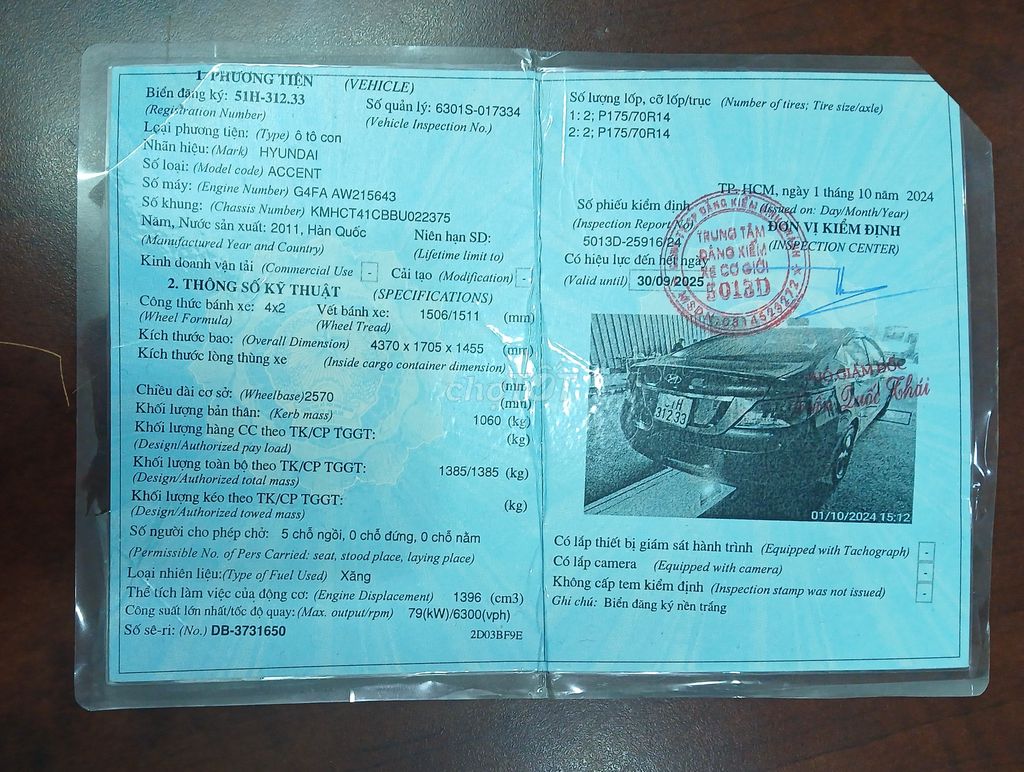 1. PHƯƠNG TIỆN (VEHICLE)
Biển đăng ký: 51H-312.33 Số quản lý: 6301S-017334
(Registration Number) (Vehicle Inspection No.)
Loại phương tiện: (Type) ô tô con
Nhãn hiệu: (Mark) HYUNDAI
Số loại: (Model code) ACCENT
Số máy: (Engine Number) G4FA AW215643
Số khung: (Chassis Number) KMHCT41CBBU022375
Năm, Nước sản xuất: 2011, Hàn Quốc Niên hạn SD:
(Manufactured Year and Country) (Lifetime limit to)
Kinh doanh vận tải (Commercial Use - Cải tạo (Modification) -
2. THÔNG SỐ KỸ THUẬT (SPECIFICATIONS)
Công thức bánh xe: 4x2 Vết bánh xe: 1506/1511 (mm)
(Wheel Formula) (Wheel Tread)
Kích thước bao: (Overall Dimension) 4370 x 1705 x 1455 (mm)
Kích thước lòng thùng xe (Inside cargo container dimension)
(mm)
Chiều dài cơ sở: (Wheelbase)2570 (mm)
Khối lượng bản thân: (Kerb mass) 1060 (kg)
Khối lượng hàng CC theo TK/CP TGGT: (kg)
(Design/Authorized pay load)
Khối lượng toàn bộ theo TK/CP TGGT: 1385/1385 (kg)
(Design/Authorized total mass)
Khối lượng kéo theo TK/CP TGGT: (kg)
(Design/Authorized towed mass)
Số người cho phép chở: 5 chỗ ngồi, 0 chỗ đứng, 0 chỗ nằm
(Permissible No. of Pers Carried: seat, stood place, laying place)
Loại nhiên liệu:(Type of Fuel Used) Xăng
Thể tích làm việc của động cơ: (Engine Displacement) 1396 (cm3)
Công suất lớn nhất/tốc độ quay:(Max. output/rpm) 79(kW)/6300(vph)
Số sê-ri: (No.) DB-3731650 2D03BF9E
Số lượng lốp, cỡ lốp/trục (Number of tires; Tire size/axle)
1: 2; P175/70R14
2: 2; P175/70R14
TP. HCM, ngày 1 tháng 10 năm 2024
Số phiếu kiểm định (Issued on: Day/Month/Year)
(Inspection Report ĐƠN VỊ KIỂM ĐỊNH
5013D-25916/24 (INSPECTION CENTER)
Có hiệu lực đến hết ngày
(Valid until) 30/09/2025
TRUNG TÂM
ĐĂNG KIỂM
XE CƠ GIỚI
5013D
GIÁM ĐỐC
Quốc Khải
31233
01/10/2024 15:12
Có lắp thiết bị giám sát hành trình (Equipped with Tachograph) -
Có lắp camera (Equipped with camera) -
Không cấp tem kiểm định (Inspection stamp was not issued) -
Ghi chú: Biển đăng ký nền trắng